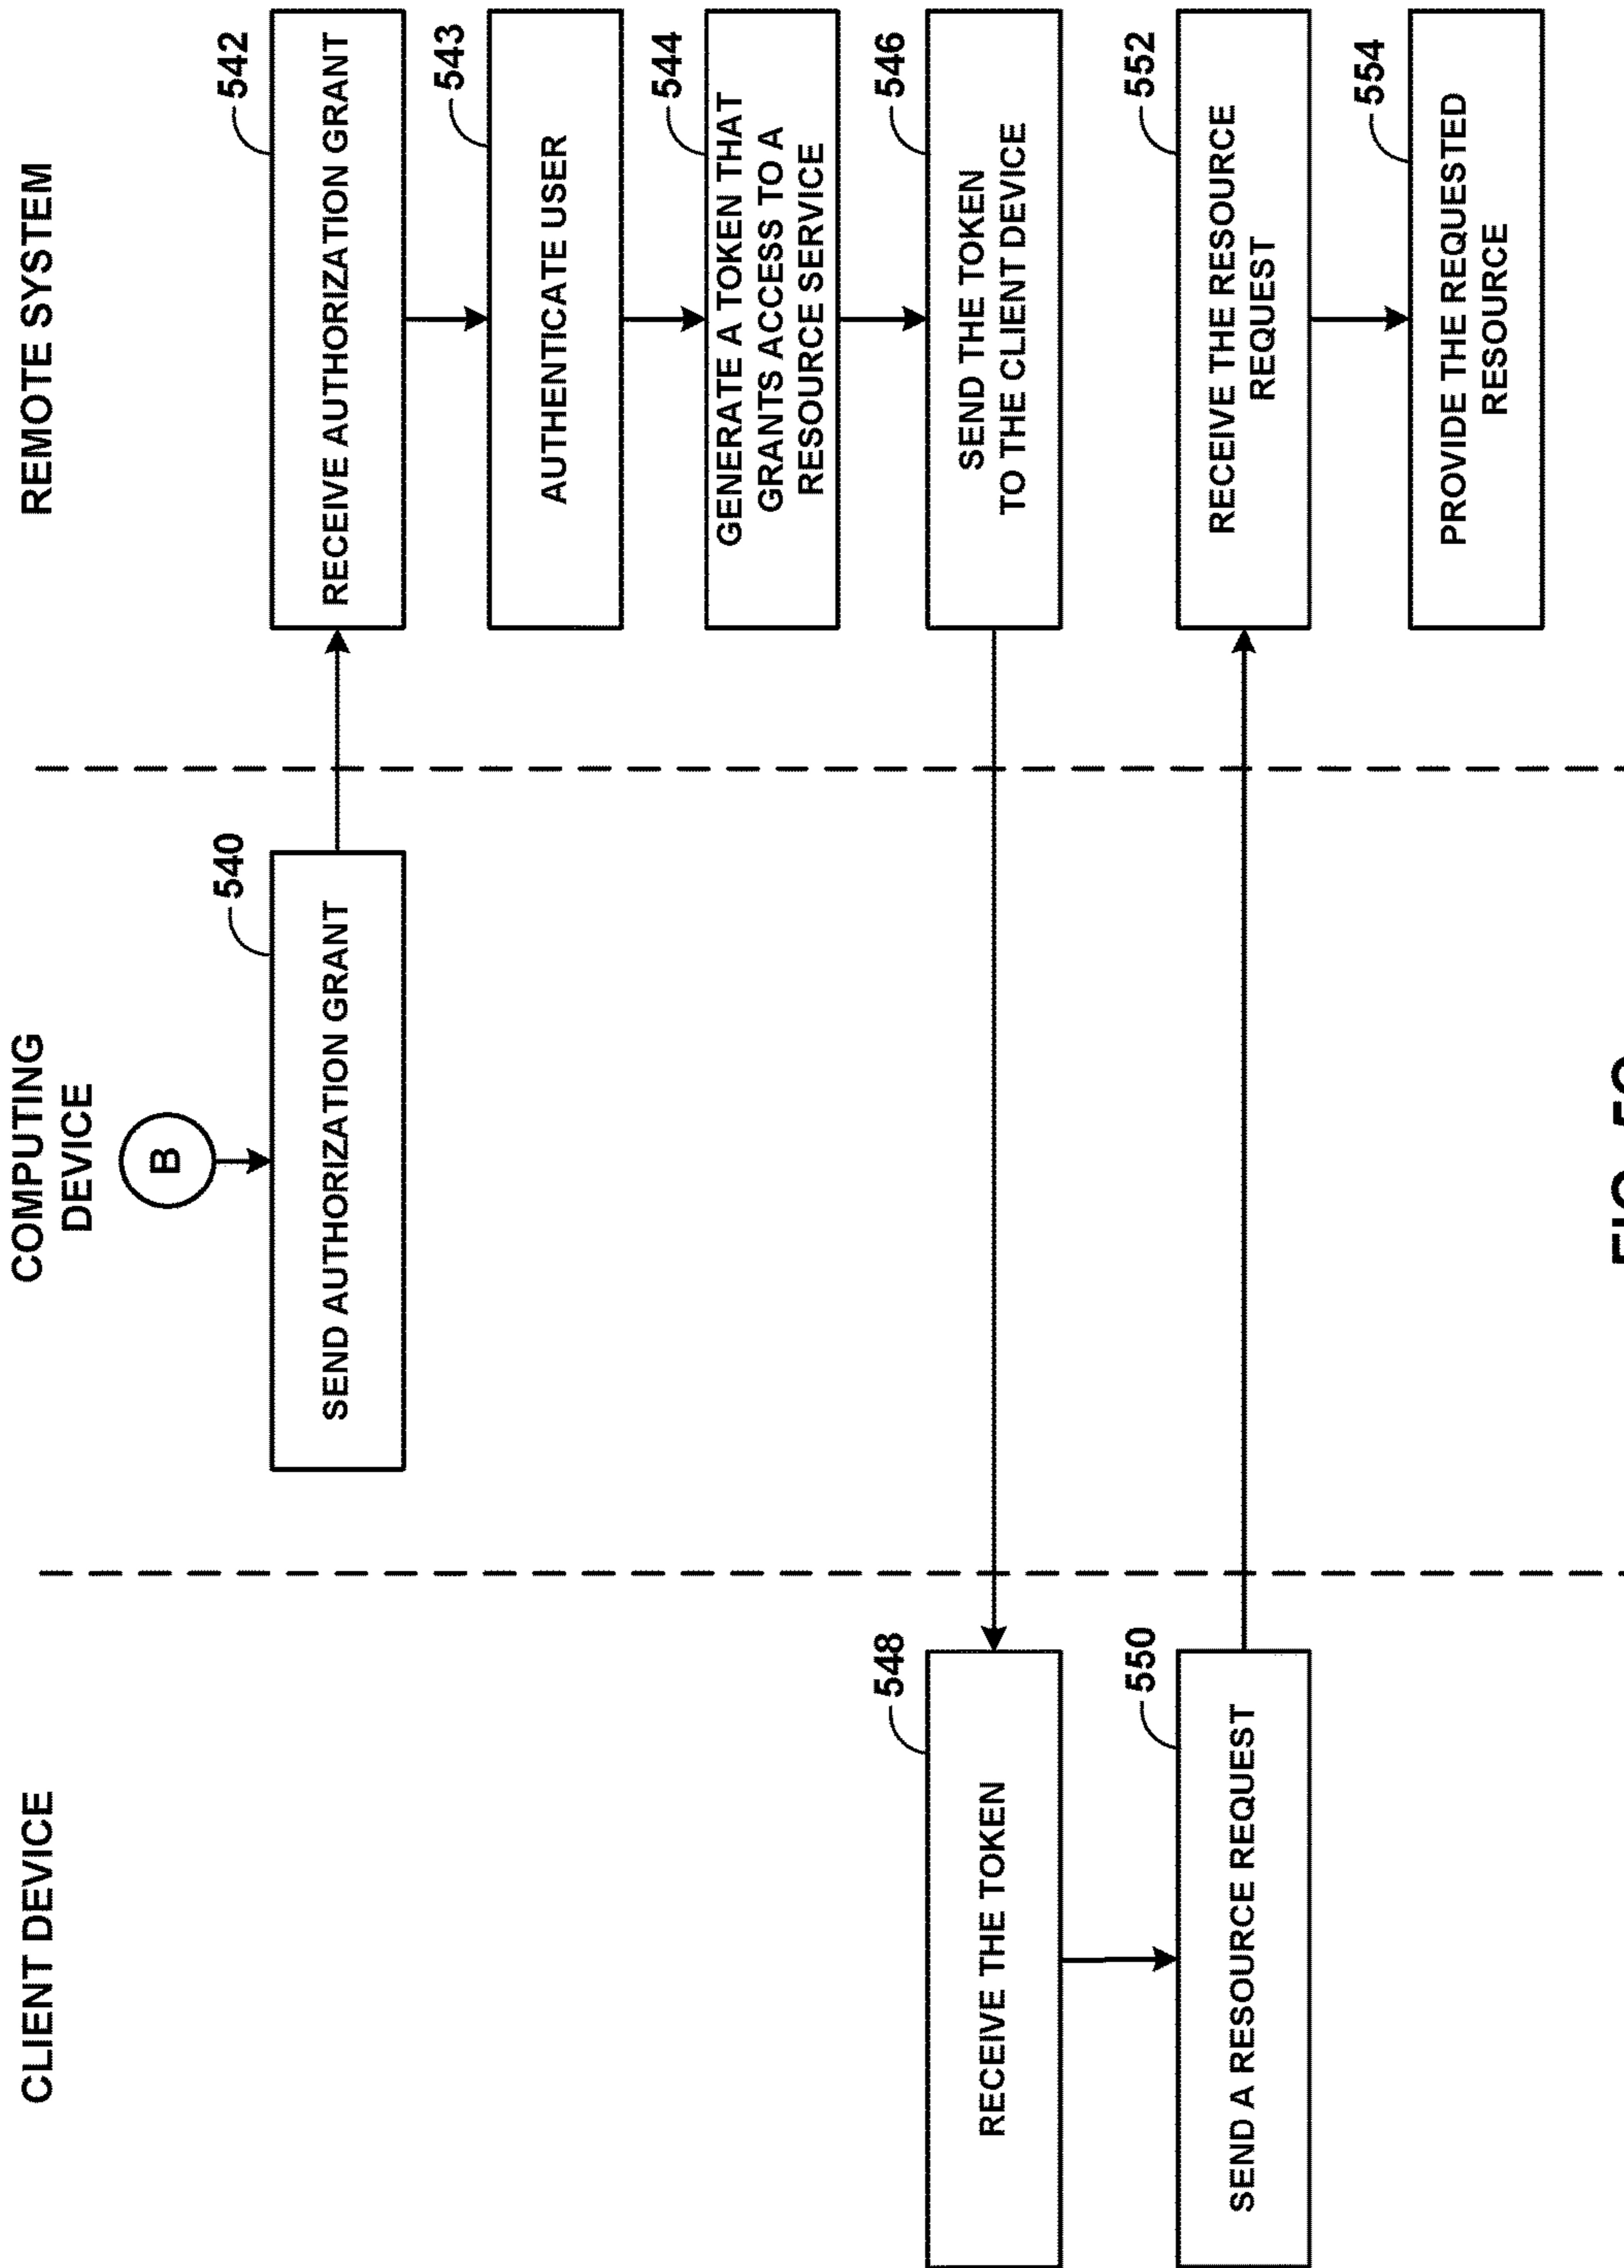 CLIENT DEVICE
COMPUTING
DEVICE
REMOTE SYSTEM
B
540
SEND AUTHORIZATION GRANT
542
RECEIVE AUTHORIZATION GRANT
543
AUTHENTICATE USER
544
GENERATE A TOKEN THAT
GRANTS ACCESS TO A
RESOURCE SERVICE
546
SEND THE TOKEN
TO THE CLIENT DEVICE
548
RECEIVE THE TOKEN
550
SEND A RESOURCE REQUEST
552
RECEIVE THE RESOURCE
REQUEST
554
PROVIDE THE REQUESTED
RESOURCE